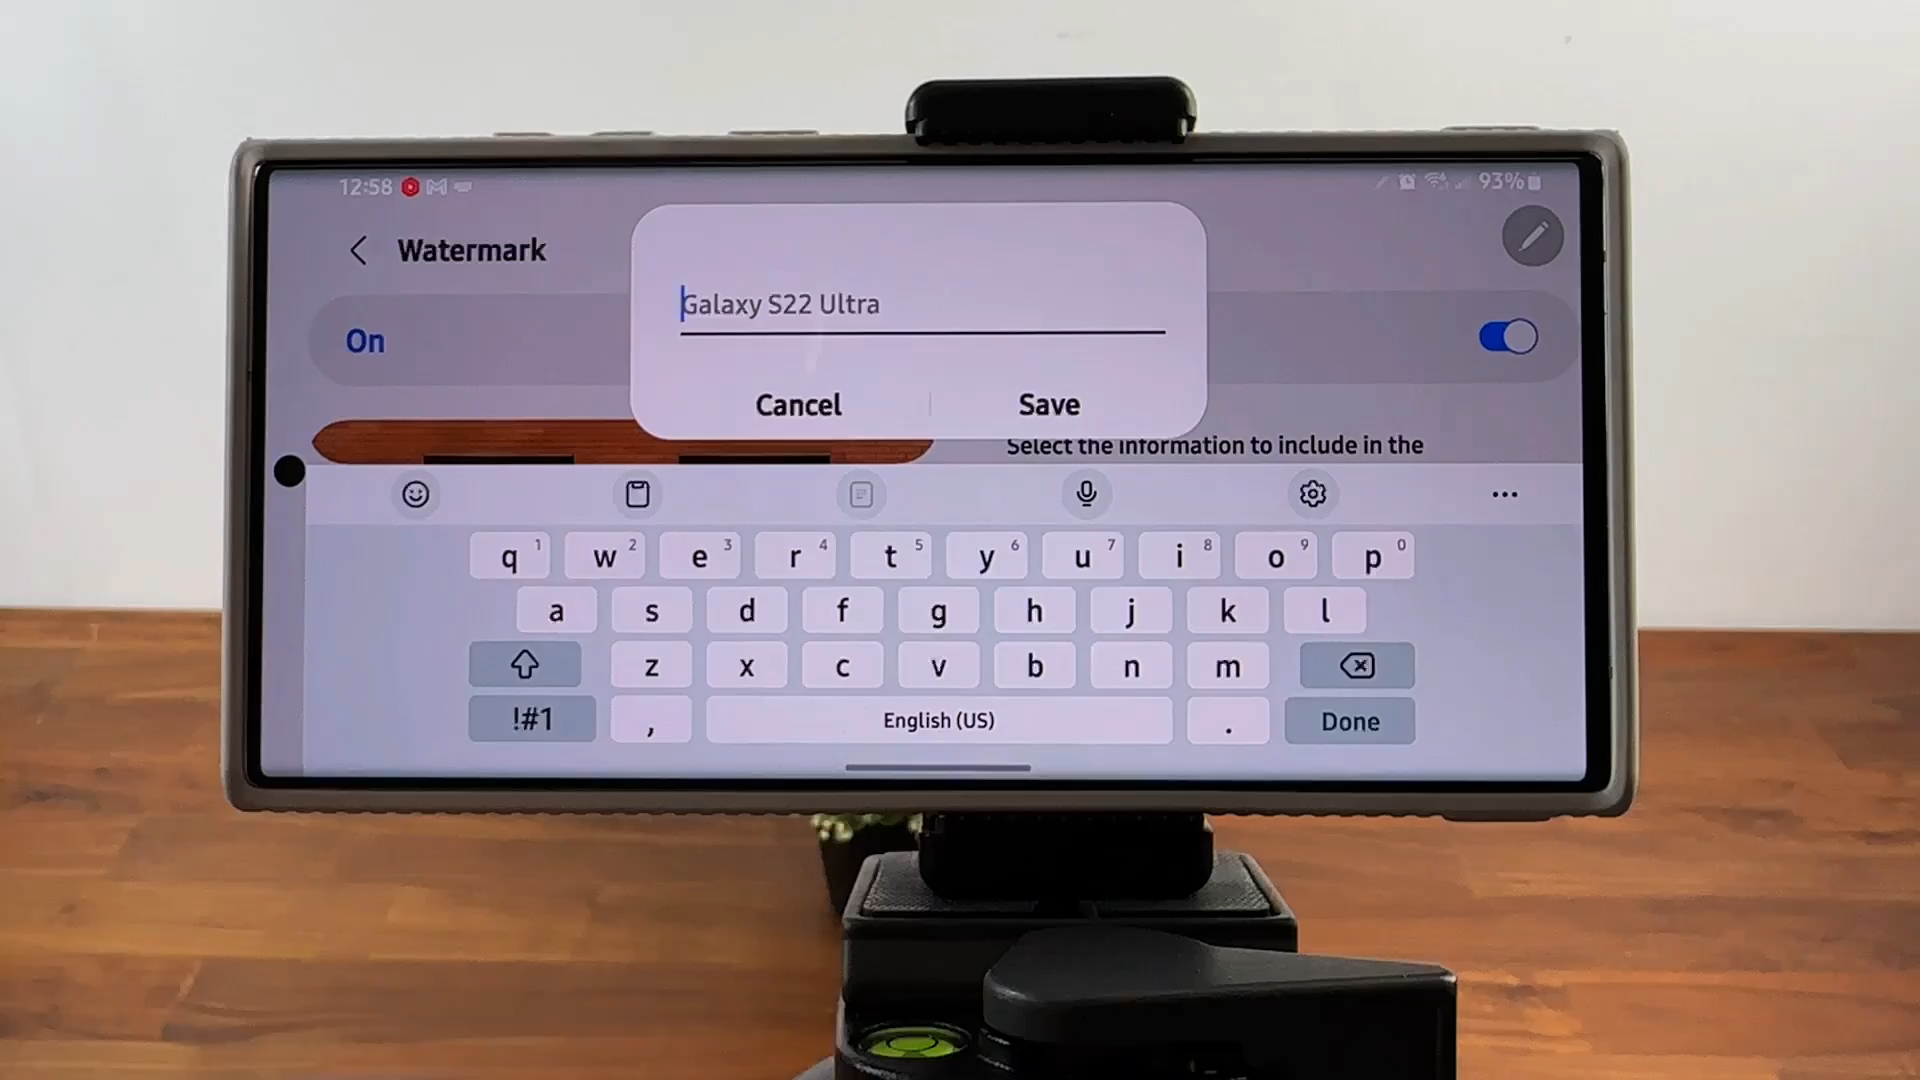 12:58
93%
Watermark
On
Galaxy S22 Ultra
Cancel
Save
Select the information to include in the
q 1 w 2 e 3 r 4 t 5 y 6 u 7 i 8 o 9 p 0
a s d f g h j k l
z x c v b n m
!#1 , English (US) . Done